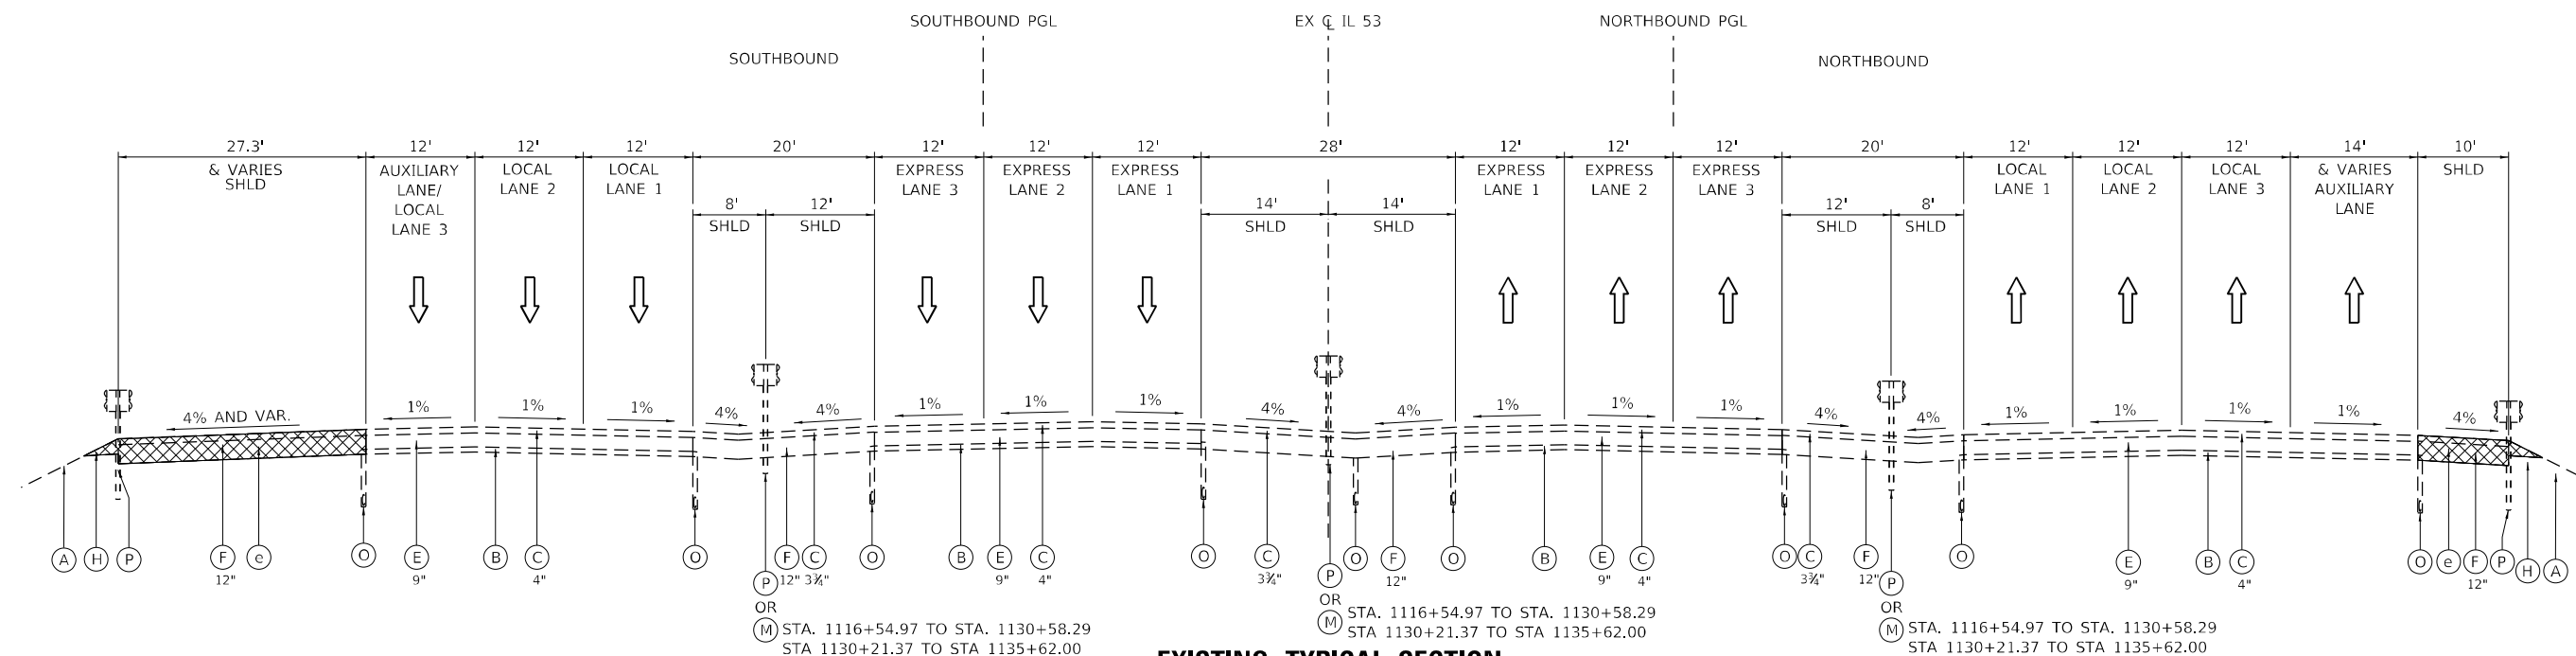 SOUTHBOUND PGL
EX ℄ IL 53
NORTHBOUND PGL
SOUTHBOUND
NORTHBOUND
27.3' 12' 12' 12' 20' 12' 12' 12' 28' 12' 12' 12' 20' 12' 12' 12' 14' 10'
& VARIES
SHLD
AUXILIARY
LANE/
LOCAL
LANE 3
LOCAL
LANE 2
LOCAL
LANE 1
8'
SHLD
12'
SHLD
EXPRESS
LANE 3
EXPRESS
LANE 2
EXPRESS
LANE 1
14'
SHLD
14'
SHLD
EXPRESS
LANE 1
EXPRESS
LANE 2
EXPRESS
LANE 3
12'
SHLD
8'
SHLD
LOCAL
LANE 1
LOCAL
LANE 2
LOCAL
LANE 3
& VARIES
AUXILIARY
LANE
SHLD
4% AND VAR. 1% 1% 1% 4% 4% 1% 1% 1% 4% 4% 1% 1% 1% 4% 4% 1% 1% 1% 1% 4%
A H P F e O E B C O F C O B E C O C O F O B E C O C F O E B C O e F P H A
12" 9" 4" 12" 3¾" 9" 4" 3¾" 12" 9" 4" 3¾" 12" 9" 4" 12"
P
OR
M STA. 1116+54.97 TO STA. 1130+58.29
STA 1130+21.37 TO STA 1135+62.00
P
OR
M STA. 1116+54.97 TO STA. 1130+58.29
STA 1130+21.37 TO STA 1135+62.00
P
OR
M STA. 1116+54.97 TO STA. 1130+58.29
STA 1130+21.37 TO STA 1135+62.00
EXISTING TYPICAL SECTION